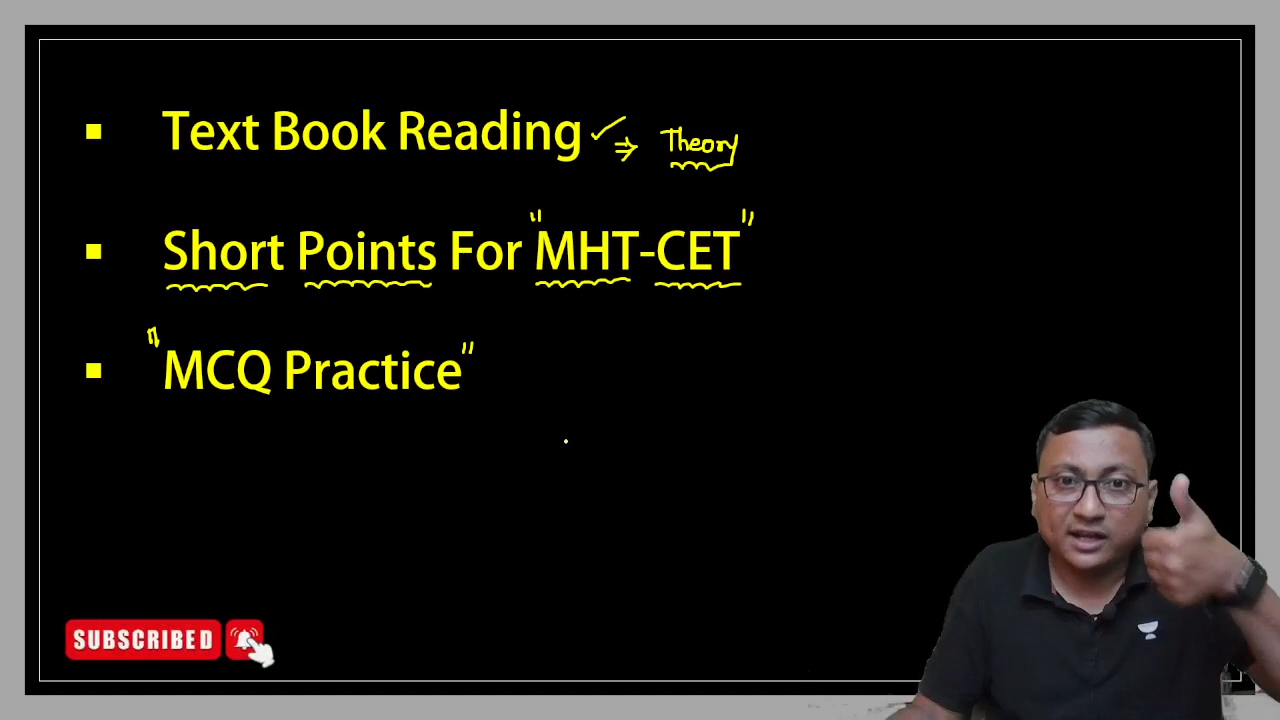 ▪ Text Book Reading ✓ ⇒ Theory
▪ Short Points For "MHT-CET"
▪ "MCQ Practice"
SUBSCRIBED